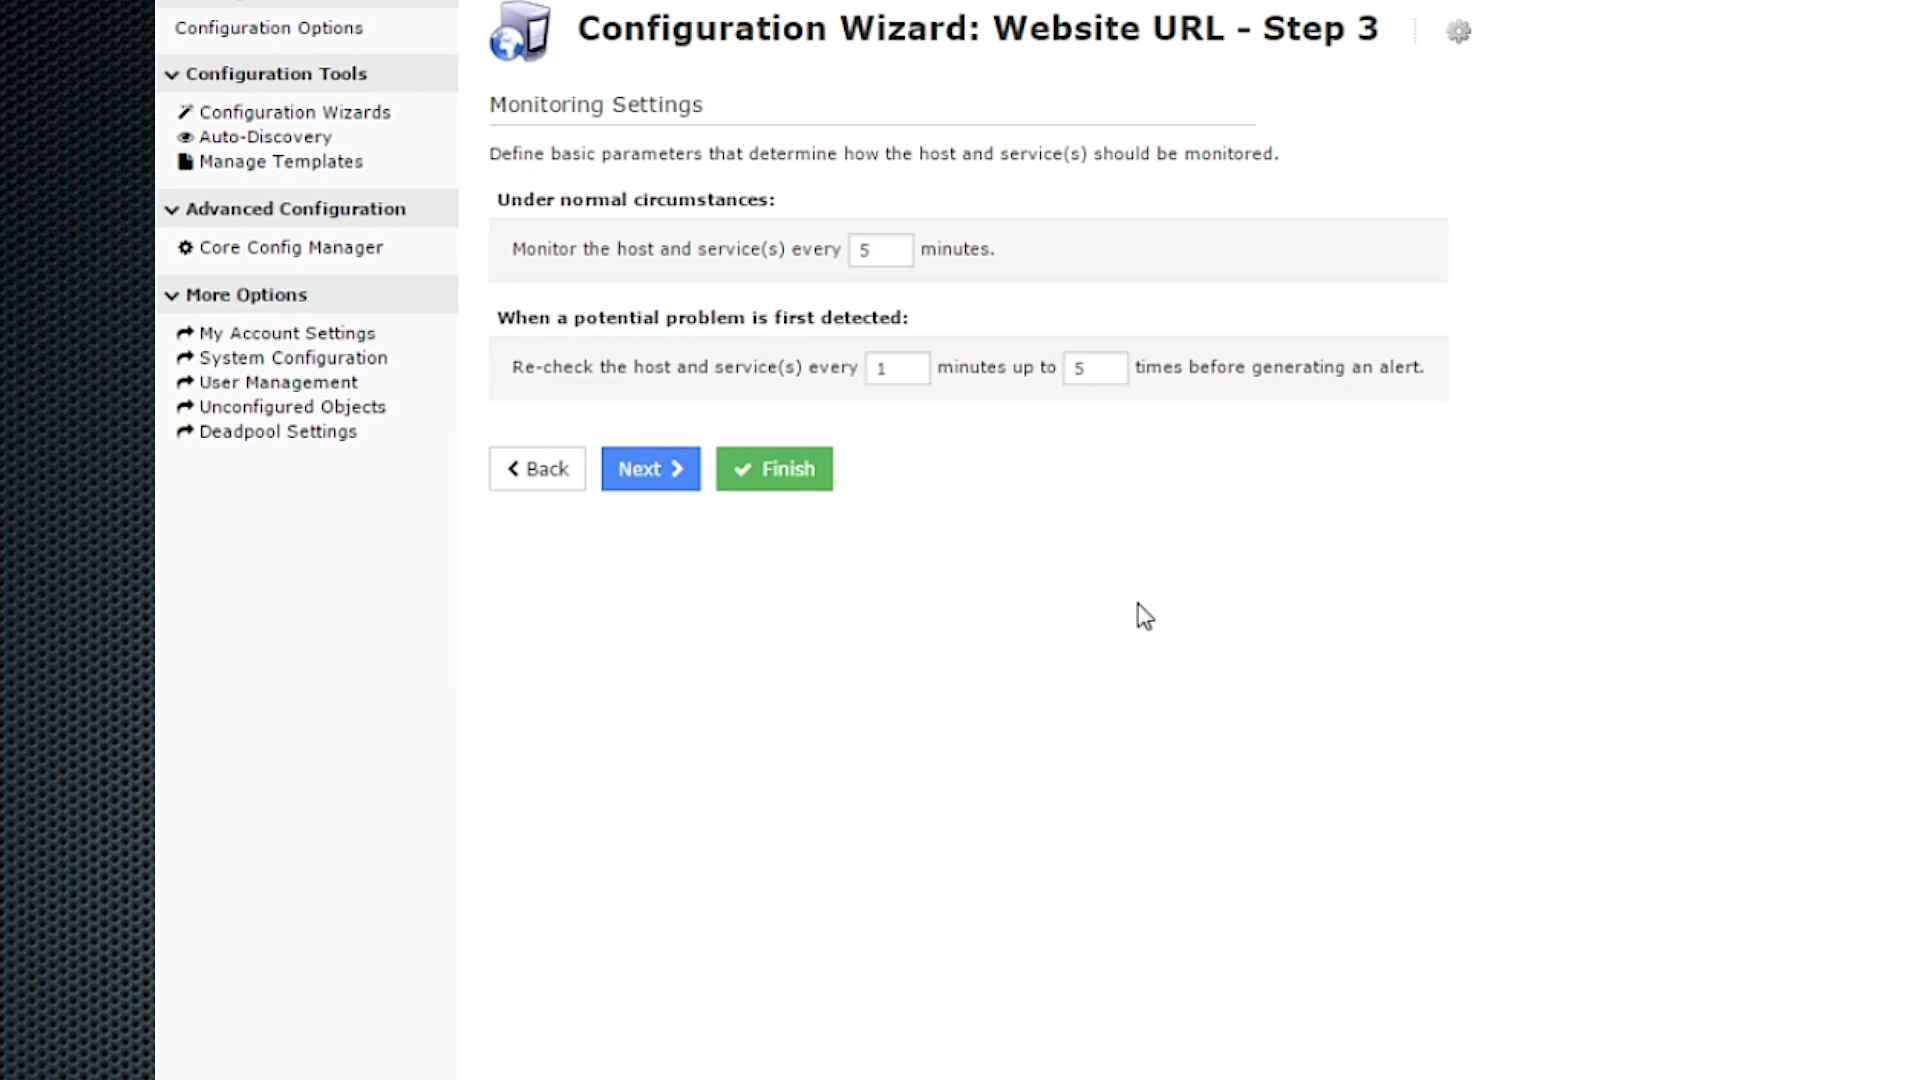 Configuration Options
Configuration Tools
Configuration Wizards
Auto-Discovery
Manage Templates
Advanced Configuration
Core Config Manager
More Options
My Account Settings
System Configuration
User Management
Unconfigured Objects
Deadpool Settings
Configuration Wizard: Website URL - Step 3
Monitoring Settings
Define basic parameters that determine how the host and service(s) should be monitored.
Under normal circumstances:
Monitor the host and service(s) every 5 minutes.
When a potential problem is first detected:
Re-check the host and service(s) every 1 minutes up to 5 times before generating an alert.
Back Next Finish